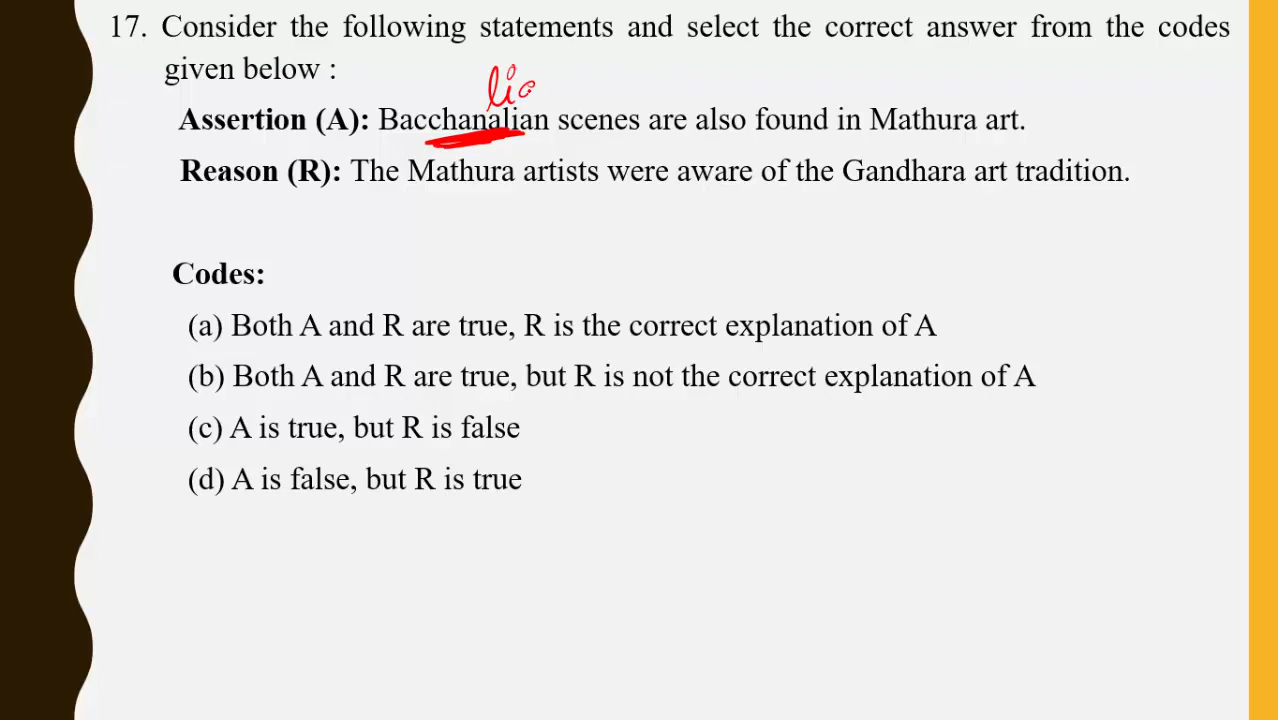 17. Consider the following statements and select the correct answer from the codes
given below :
lia
Assertion (A): Bacchanalian scenes are also found in Mathura art.
Reason (R): The Mathura artists were aware of the Gandhara art tradition.
Codes:
(a) Both A and R are true, R is the correct explanation of A
(b) Both A and R are true, but R is not the correct explanation of A
(c) A is true, but R is false
(d) A is false, but R is true